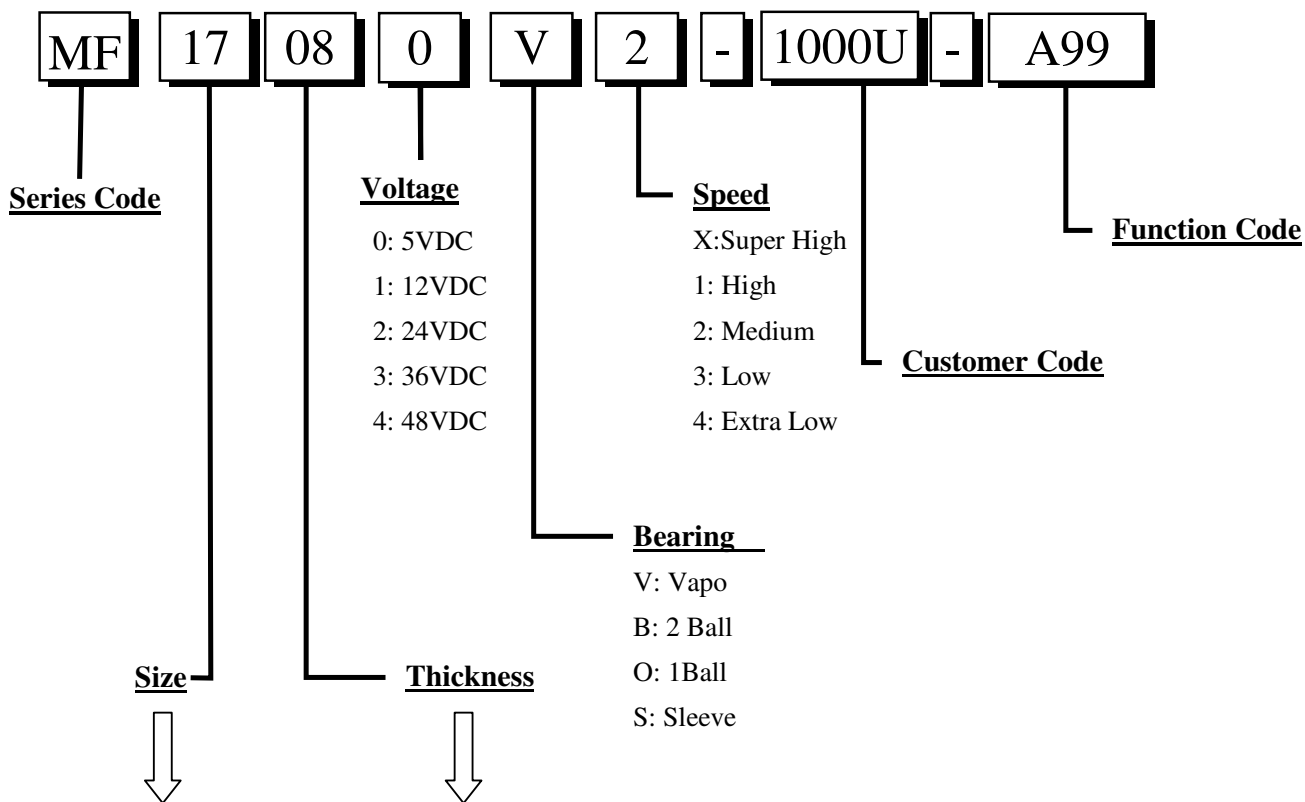 MF 17 08 0 V 2 - 1000U - A99
Series Code
Voltage
0: 5VDC
1: 12VDC
2: 24VDC
3: 36VDC
4: 48VDC
Speed
X:Super High
1: High
2: Medium
3: Low
4: Extra Low
Function Code
Customer Code
Bearing
V: Vapo
B: 2 Ball
O: 1Ball
S: Sleeve
Size
Thickness